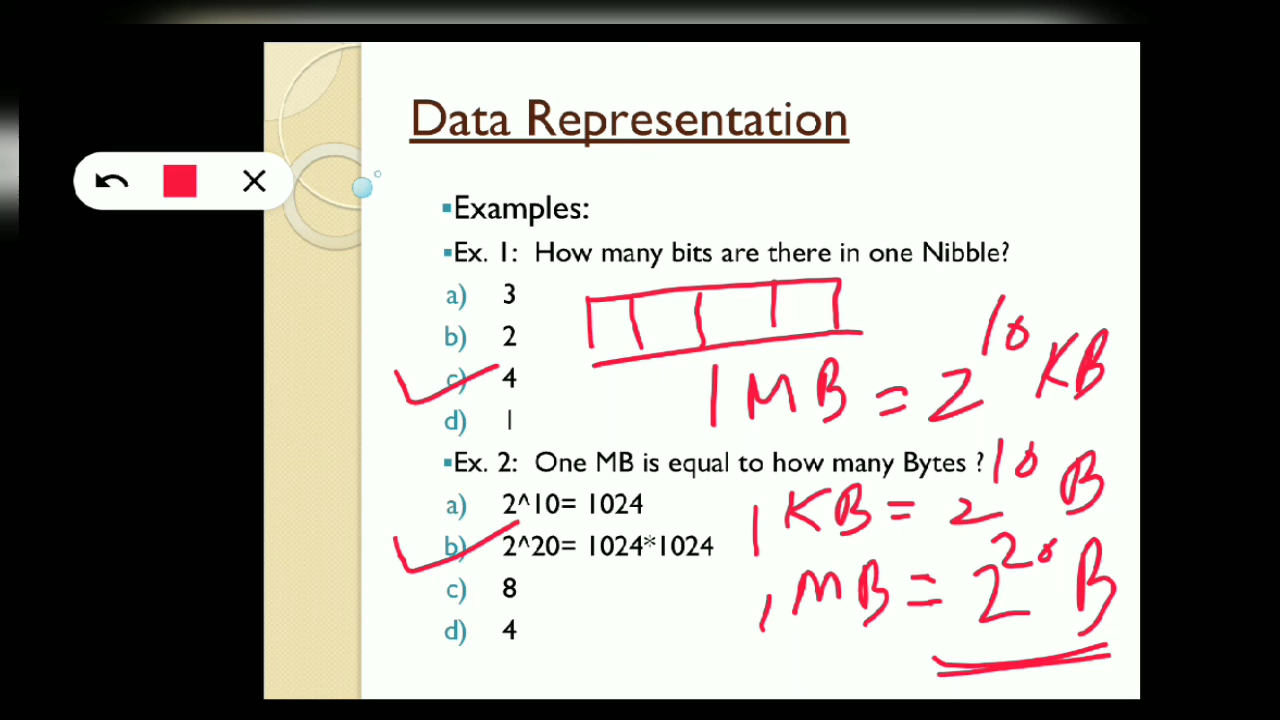 Data Representation
▪Examples:
▪Ex. 1: How many bits are there in one Nibble?
a) 3
b) 2
c) 4
d) 1
1 MB = 2^10 KB
▪Ex. 2: One MB is equal to how many Bytes ?
a) 2^10= 1024
1 KB = 2^10 B
b) 2^20= 1024*1024
1 MB = 2^20 B
c) 8
d) 4